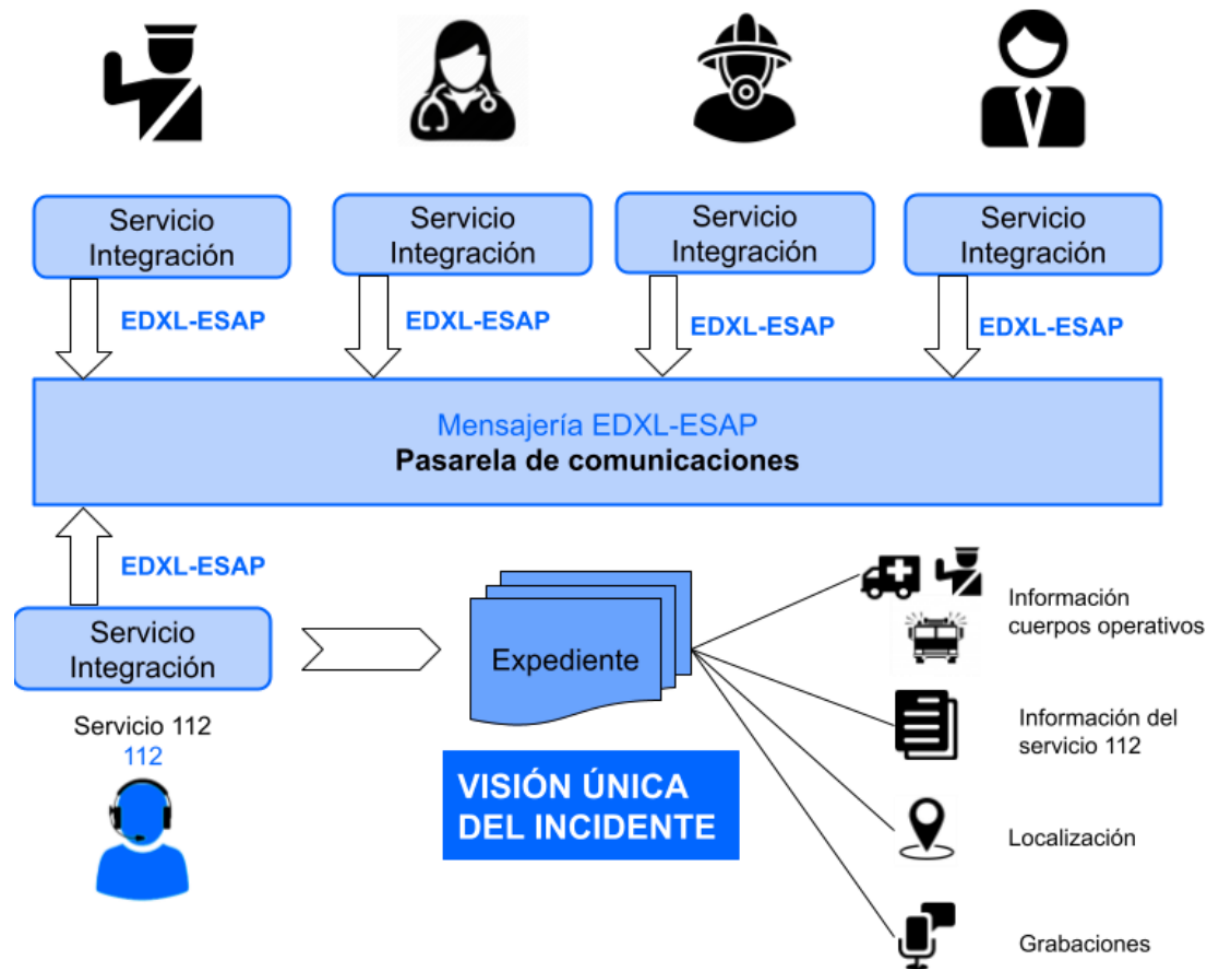 Servicio
Integración
Servicio
Integración
Servicio
Integración
Servicio
Integración
EDXL-ESAP
EDXL-ESAP
EDXL-ESAP
EDXL-ESAP
Mensajería EDXL-ESAP
Pasarela de comunicaciones
EDXL-ESAP
Servicio
Integración
Servicio 112
112
Expediente
VISIÓN ÚNICA
DEL INCIDENTE
Información
cuerpos operativos
Información del
servicio 112
Localización
Grabaciones